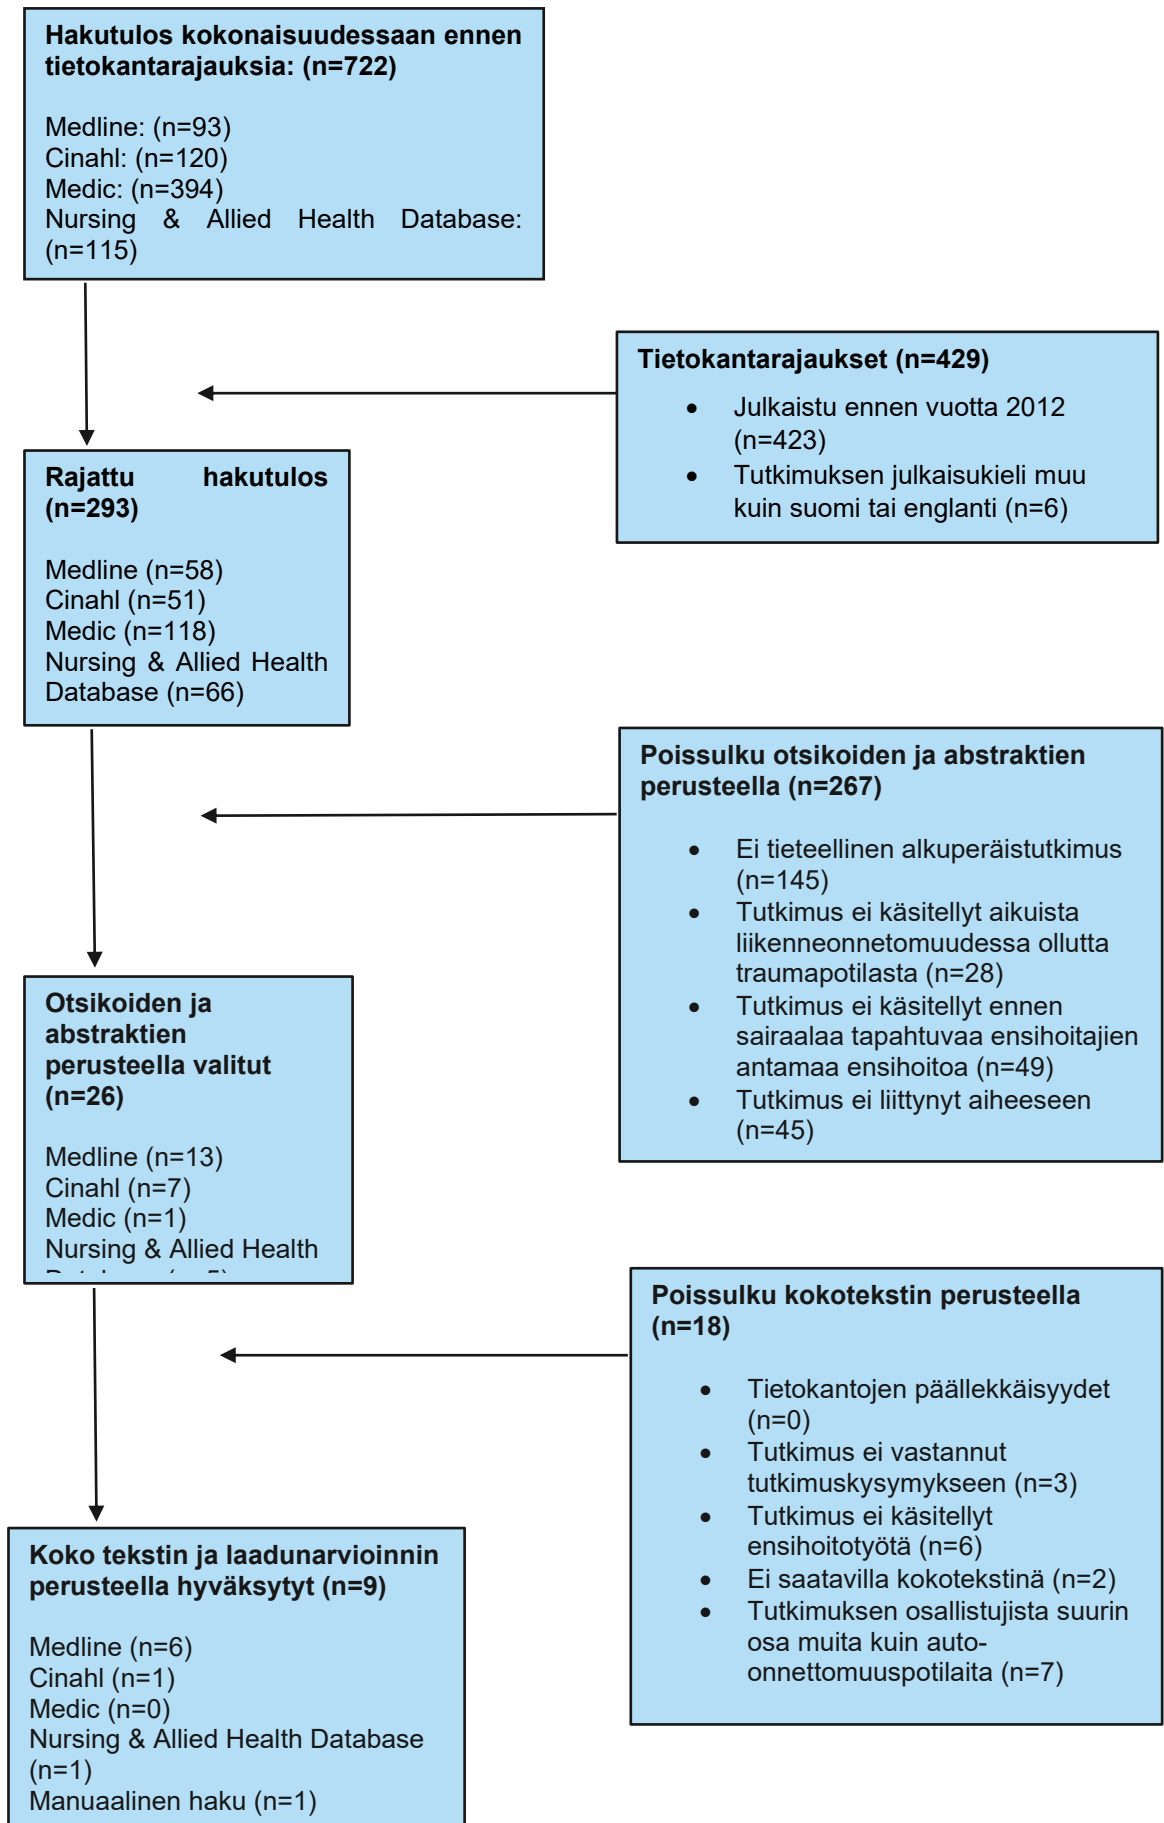 Hakutulos kokonaisuudessaan ennen
tietokantarajauksia: (n=722)
Medline: (n=93)
Cinahl: (n=120)
Medic: (n=394)
Nursing & Allied Health Database:
(n=115)
Tietokantarajaukset (n=429)
• Julkaistu ennen vuotta 2012
(n=423)
• Tutkimuksen julkaisukieli muu
kuin suomi tai englanti (n=6)
Rajattu hakutulos
(n=293)
Medline (n=58)
Cinahl (n=51)
Medic (n=118)
Nursing & Allied Health
Database (n=66)
Poissulku otsikoiden ja abstraktien
perusteella (n=267)
• Ei tieteellinen alkuperäistutkimus
(n=145)
• Tutkimus ei käsitellyt aikuista
liikenneonnetomuudessa ollutta
traumapotilasta (n=28)
• Tutkimus ei käsitellyt ennen
sairaalaa tapahtuvaa ensihoitajien
antamaa ensihoitoa (n=49)
• Tutkimus ei liittynyt aiheeseen
(n=45)
Otsikoiden ja
abstraktien
perusteella valitut
(n=26)
Medline (n=13)
Cinahl (n=7)
Medic (n=1)
Nursing & Allied Health
Poissulku kokotekstin perusteella
(n=18)
• Tietokantojen päällekkäisyydet
(n=0)
• Tutkimus ei vastannut
tutkimuskysymykseen (n=3)
• Tutkimus ei käsitellyt
ensihoitotyötä (n=6)
• Ei saatavilla kokotekstinä (n=2)
• Tutkimuksen osallistujista suurin
osa muita kuin auto-
onnettomuuspotilaita (n=7)
Koko tekstin ja laadunarvioinnin
perusteella hyväksytyt (n=9)
Medline (n=6)
Cinahl (n=1)
Medic (n=0)
Nursing & Allied Health Database
(n=1)
Manuaalinen haku (n=1)